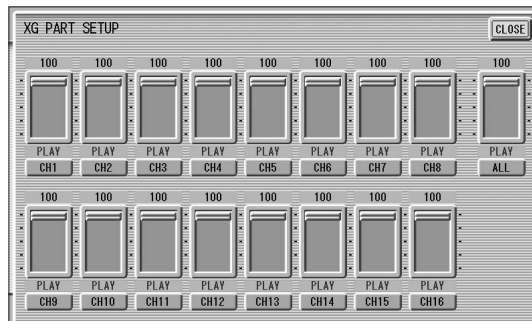 XG PART SETUP CLOSE
100 100 100 100 100 100 100 100 100
PLAY PLAY PLAY PLAY PLAY PLAY PLAY PLAY PLAY
CH1 CH2 CH3 CH4 CH5 CH6 CH7 CH8 ALL
100 100 100 100 100 100 100 100
PLAY PLAY PLAY PLAY PLAY PLAY PLAY PLAY
CH9 CH10 CH11 CH12 CH13 CH14 CH15 CH16